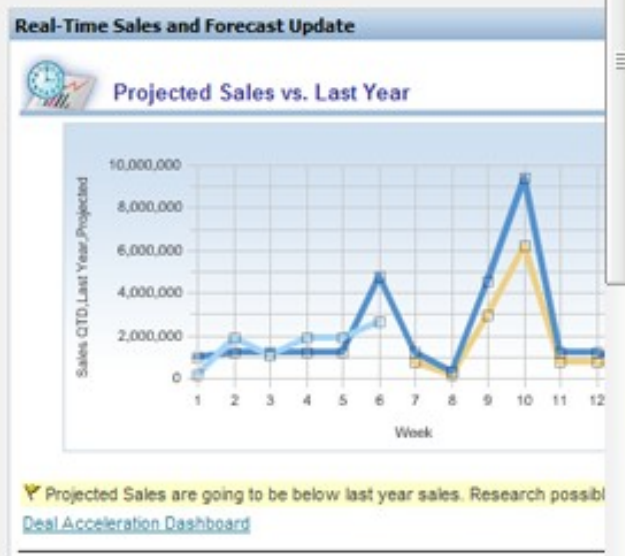 Real-Time Sales and Forecast Update
Projected Sales vs. Last Year
Sales QTD,Last Year,Projected
10,000,000
8,000,000
6,000,000
4,000,000
2,000,000
0
1 2 3 4 5 6 7 8 9 10 11 12
Week
Projected Sales are going to be below last year sales. Research possibl
Deal Acceleration Dashboard